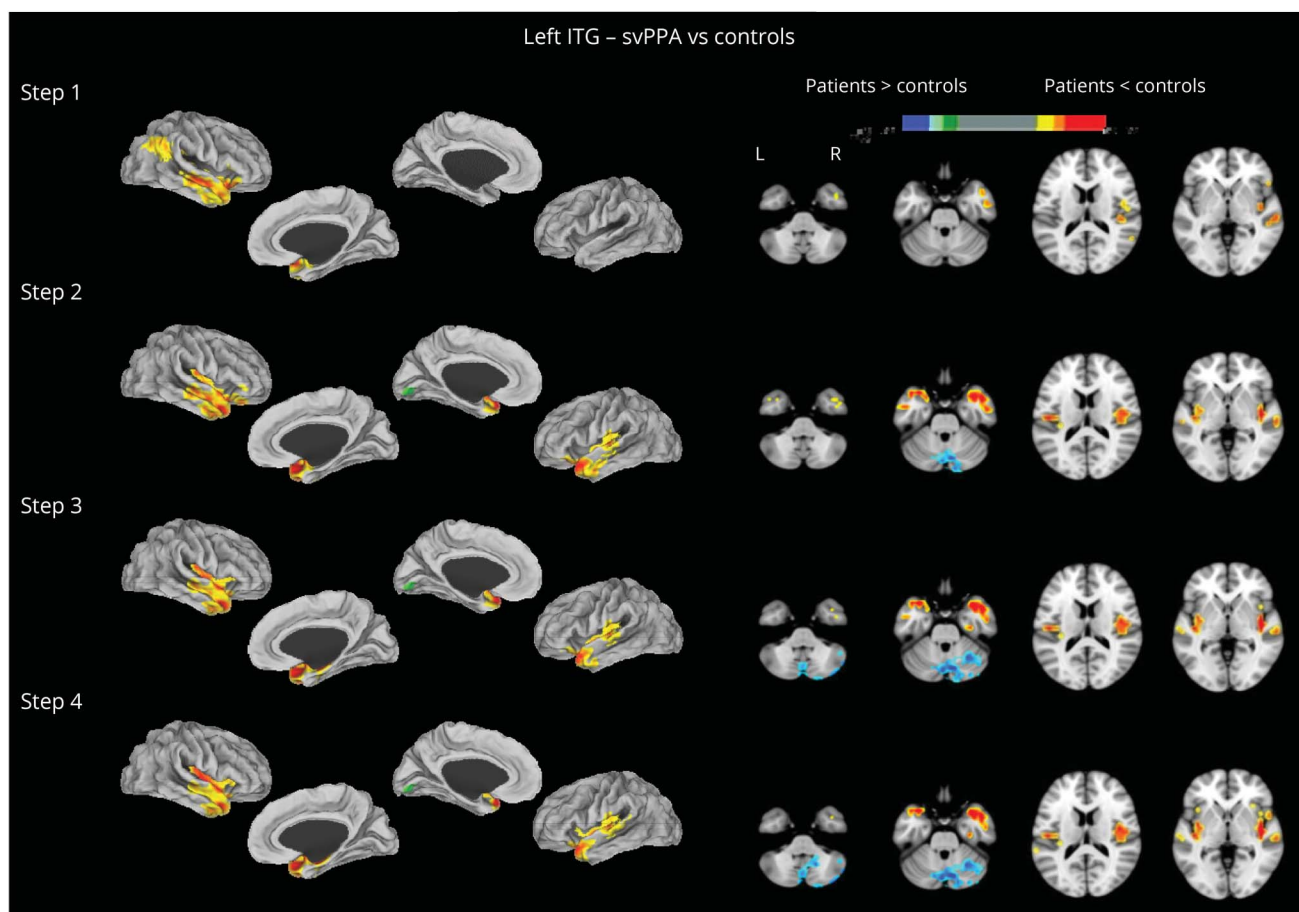 Left ITG – svPPA vs controls
Step 1
Patients > controls
Patients < controls
L
R
Step 2
Step 3
Step 4